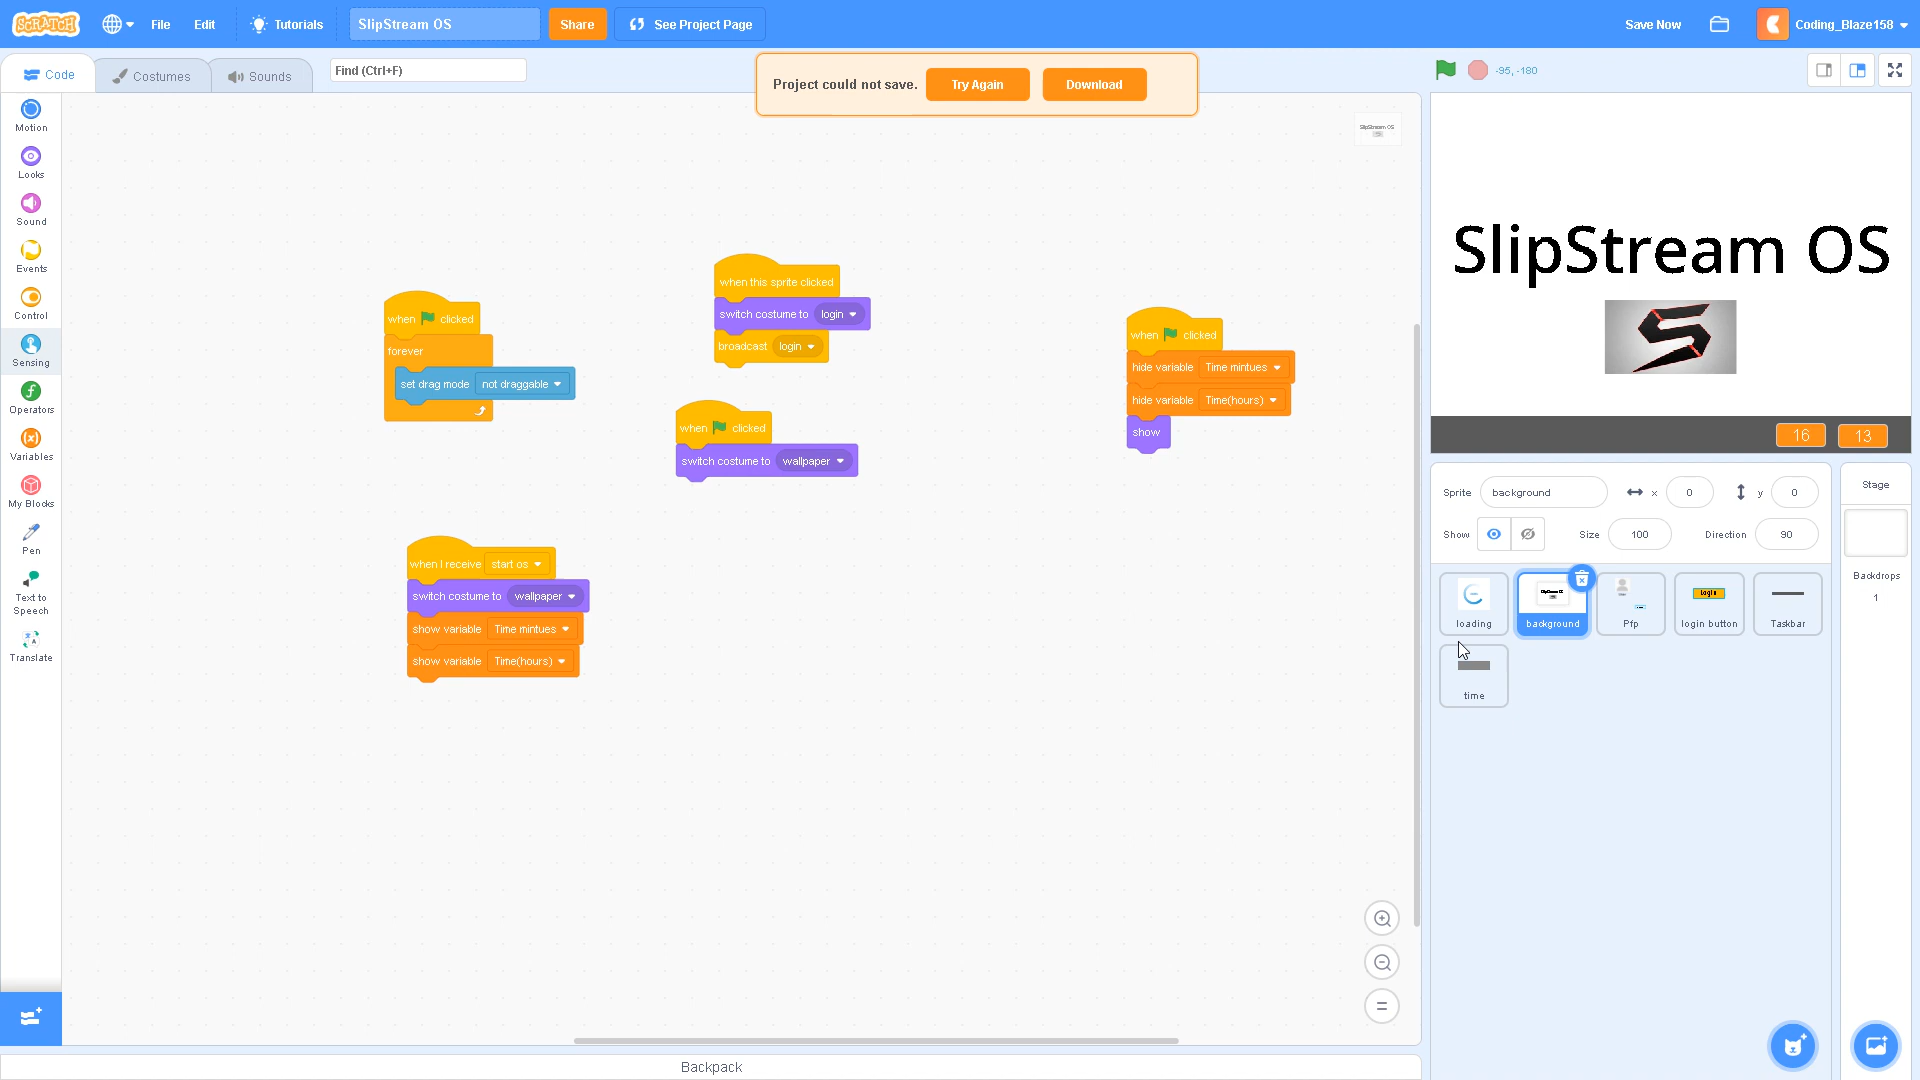 SCRATCH
File
Edit
Tutorials
SlipStream OS
Share
See Project Page
Save Now
Coding_Blaze158
Code
Costumes
Sounds
Find (Ctrl+F)
Project could not save.
Try Again
Download
-95, -180
Motion
Looks
Sound
Events
Control
Sensing
Operators
Variables
My Blocks
Pen
Text to
Speech
Translate
when clicked
forever
set drag mode not draggable
when this sprite clicked
switch costume to login
broadcast login
when clicked
switch costume to wallpaper
when clicked
hide variable Time mintues
hide variable Time(hours)
show
when I receive start os
switch costume to wallpaper
show variable Time mintues
show variable Time(hours)
SlipStream OS
SlipStream OS
16
13
Sprite
background
x
0
y
0
Show
Size
100
Direction
90
Stage
Backdrops
1
loading
SlipStream OS
background
Pfp
login
login button
Taskbar
time
Backpack